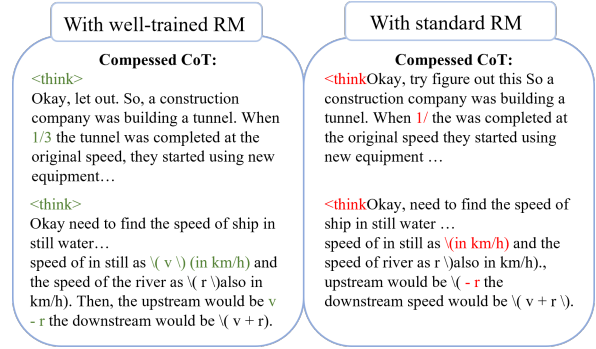 With well-trained RM
Compessed CoT:
<think>
Okay, let out. So, a construction
company was building a tunnel. When
1/3 the tunnel was completed at the
original speed, they started using new
equipment…
<think>
Okay need to find the speed of ship in
still water…
speed of in still as \( v \) (in km/h) and
the speed of the river as \( r \)also in
km/h). Then, the upstream would be v
- r the downstream would be \( v + r).
With standard RM
Compessed CoT:
<thinkOkay, try figure out this So a
construction company was building a
tunnel. When 1/ the was completed at
the original speed, they started using
new equipment …
<thinkOkay, need to find the speed of
ship in still water …
speed of in still as \(in km/h) and the
speed of river as r \)also in km/h).,
upstream would be \( - r the
downstream speed would be \( v + r \).